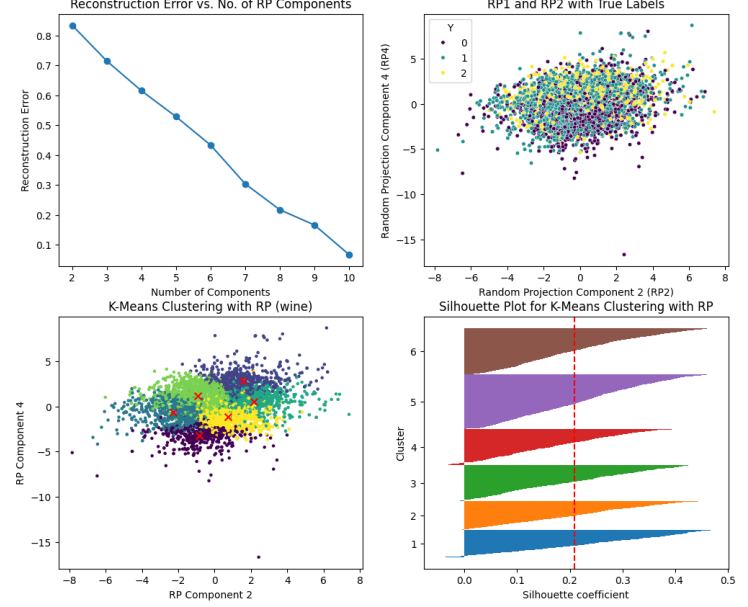 Reconstruction Error vs. No. of RP Components
0.8
0.7
0.6
0.5
0.4
0.3
0.2
0.1
Reconstruction Error
2 3 4 5 6 7 8 9 10
Number of Components
RP1 and RP2 with True Labels
Y
0
1
2
5
0
−5
−10
−15
Random Projection Component 4 (RP4)
−8 −6 −4 −2 0 2 4 6 8
Random Projection Component 2 (RP2)
K-Means Clustering with RP (wine)
5
0
−5
−10
−15
RP Component 4
−8 −6 −4 −2 0 2 4 6 8
RP Component 2
Silhouette Plot for K-Means Clustering with RP
6
5
4
3
2
1
Cluster
0.0 0.1 0.2 0.3 0.4 0.5
Silhouette coefficient